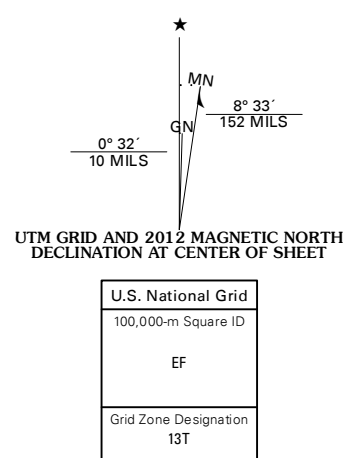 ★
MN
8° 33´
152 MILS
GN
0° 32´
10 MILS
UTM GRID AND 2012 MAGNETIC NORTH
DECLINATION AT CENTER OF SHEET
U.S. National Grid
100,000-m Square ID
EF
Grid Zone Designation
13T